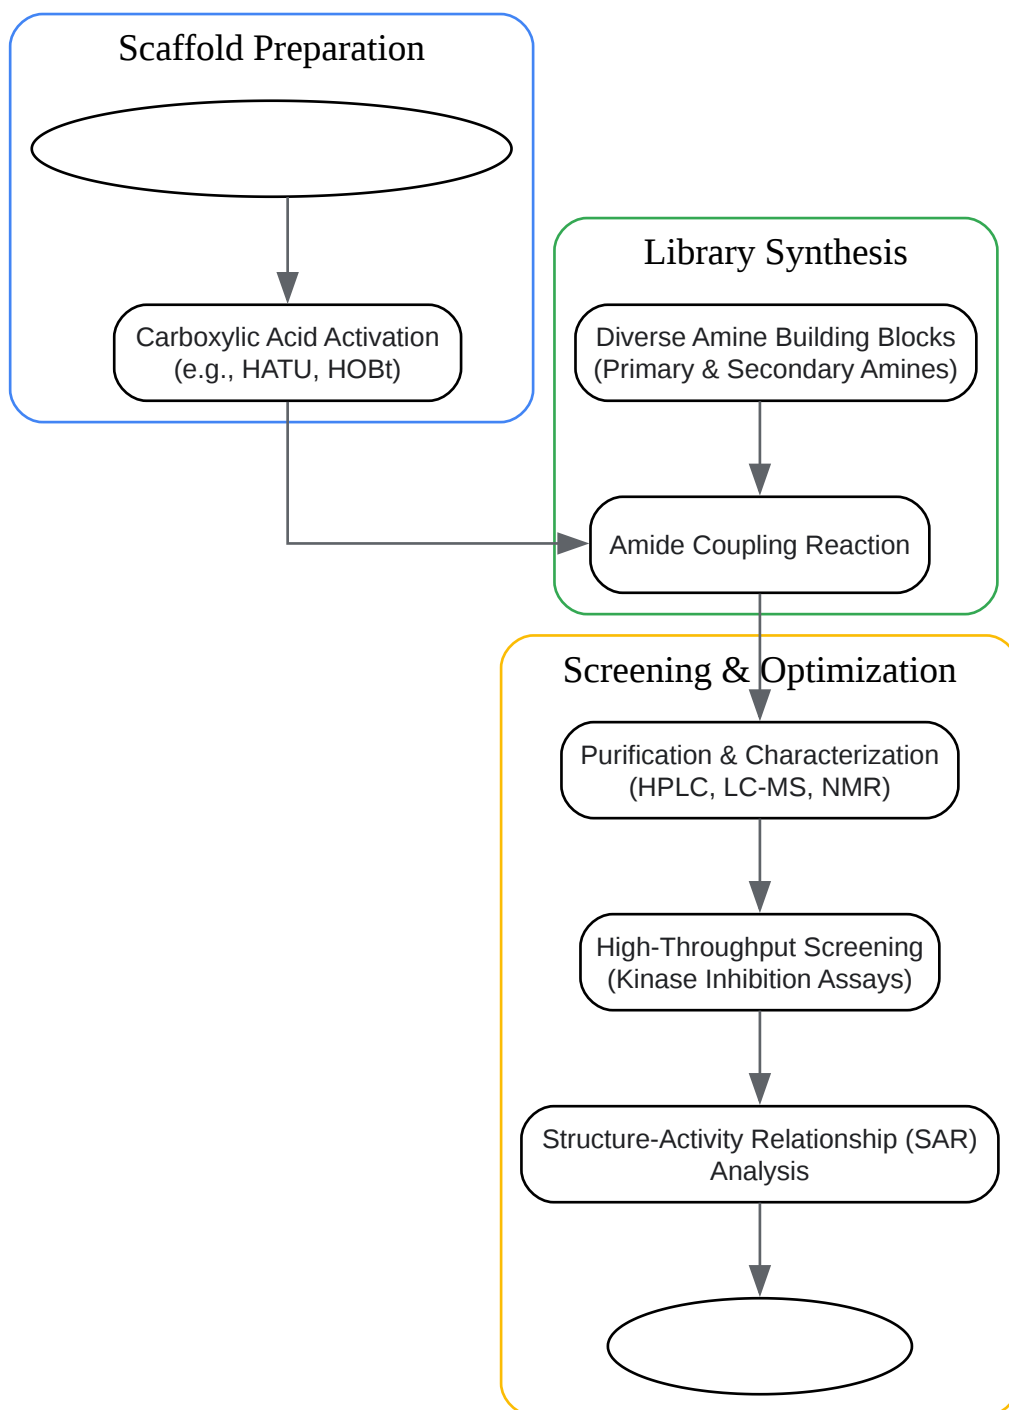 Scaffold Preparation
Carboxylic Acid Activation
(e.g., HATU, HOBt)
Library Synthesis
Diverse Amine Building Blocks
(Primary & Secondary Amines)
Amide Coupling Reaction
Screening & Optimization
Purification & Characterization
(HPLC, LC-MS, NMR)
High-Throughput Screening
(Kinase Inhibition Assays)
Structure-Activity Relationship (SAR)
Analysis